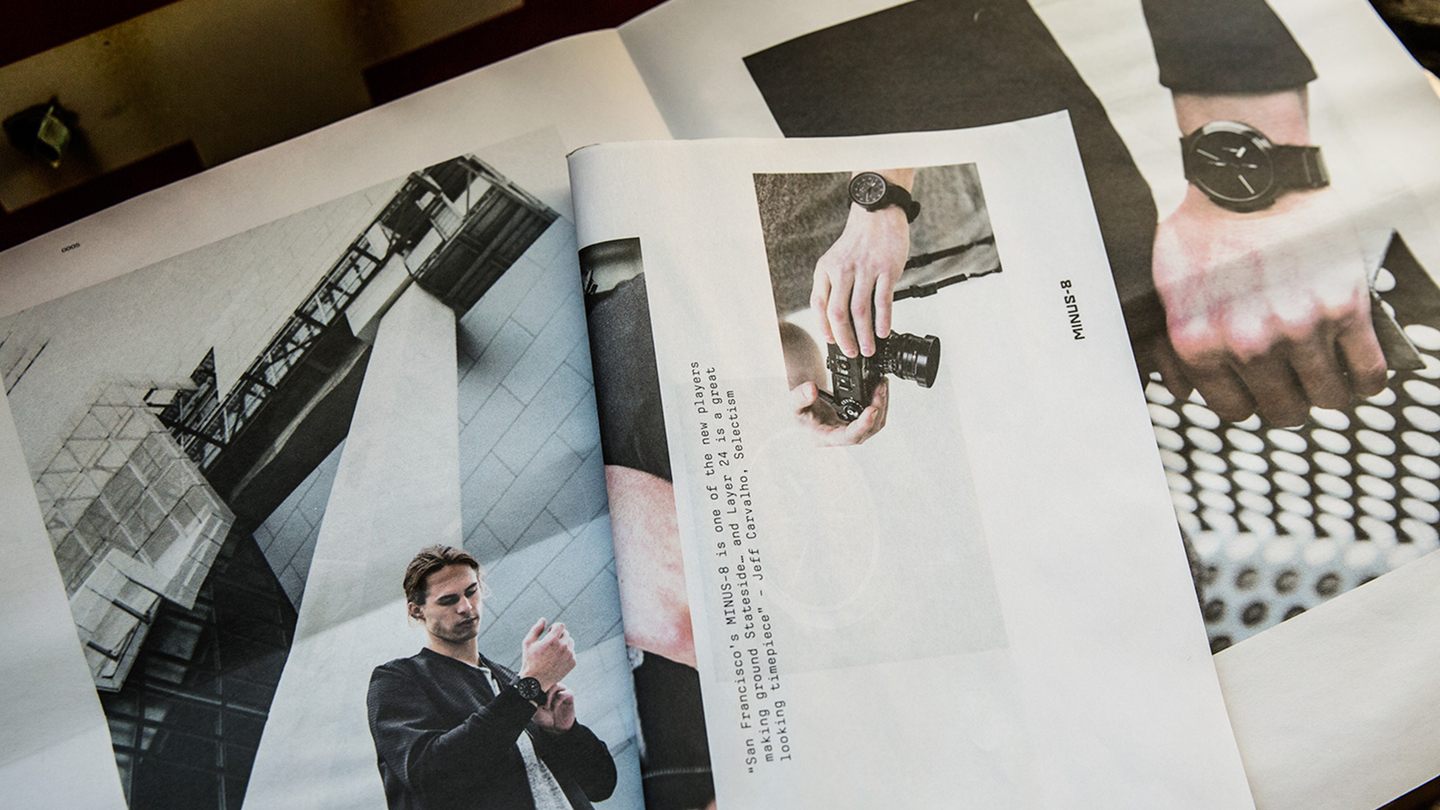 0009
MINUS-8
“San Francisco's MINUS-8 is one of the new players
making ground Stateside… and Layer 24 is a great
looking timepiece” - Jeff Carvalho, Selectism